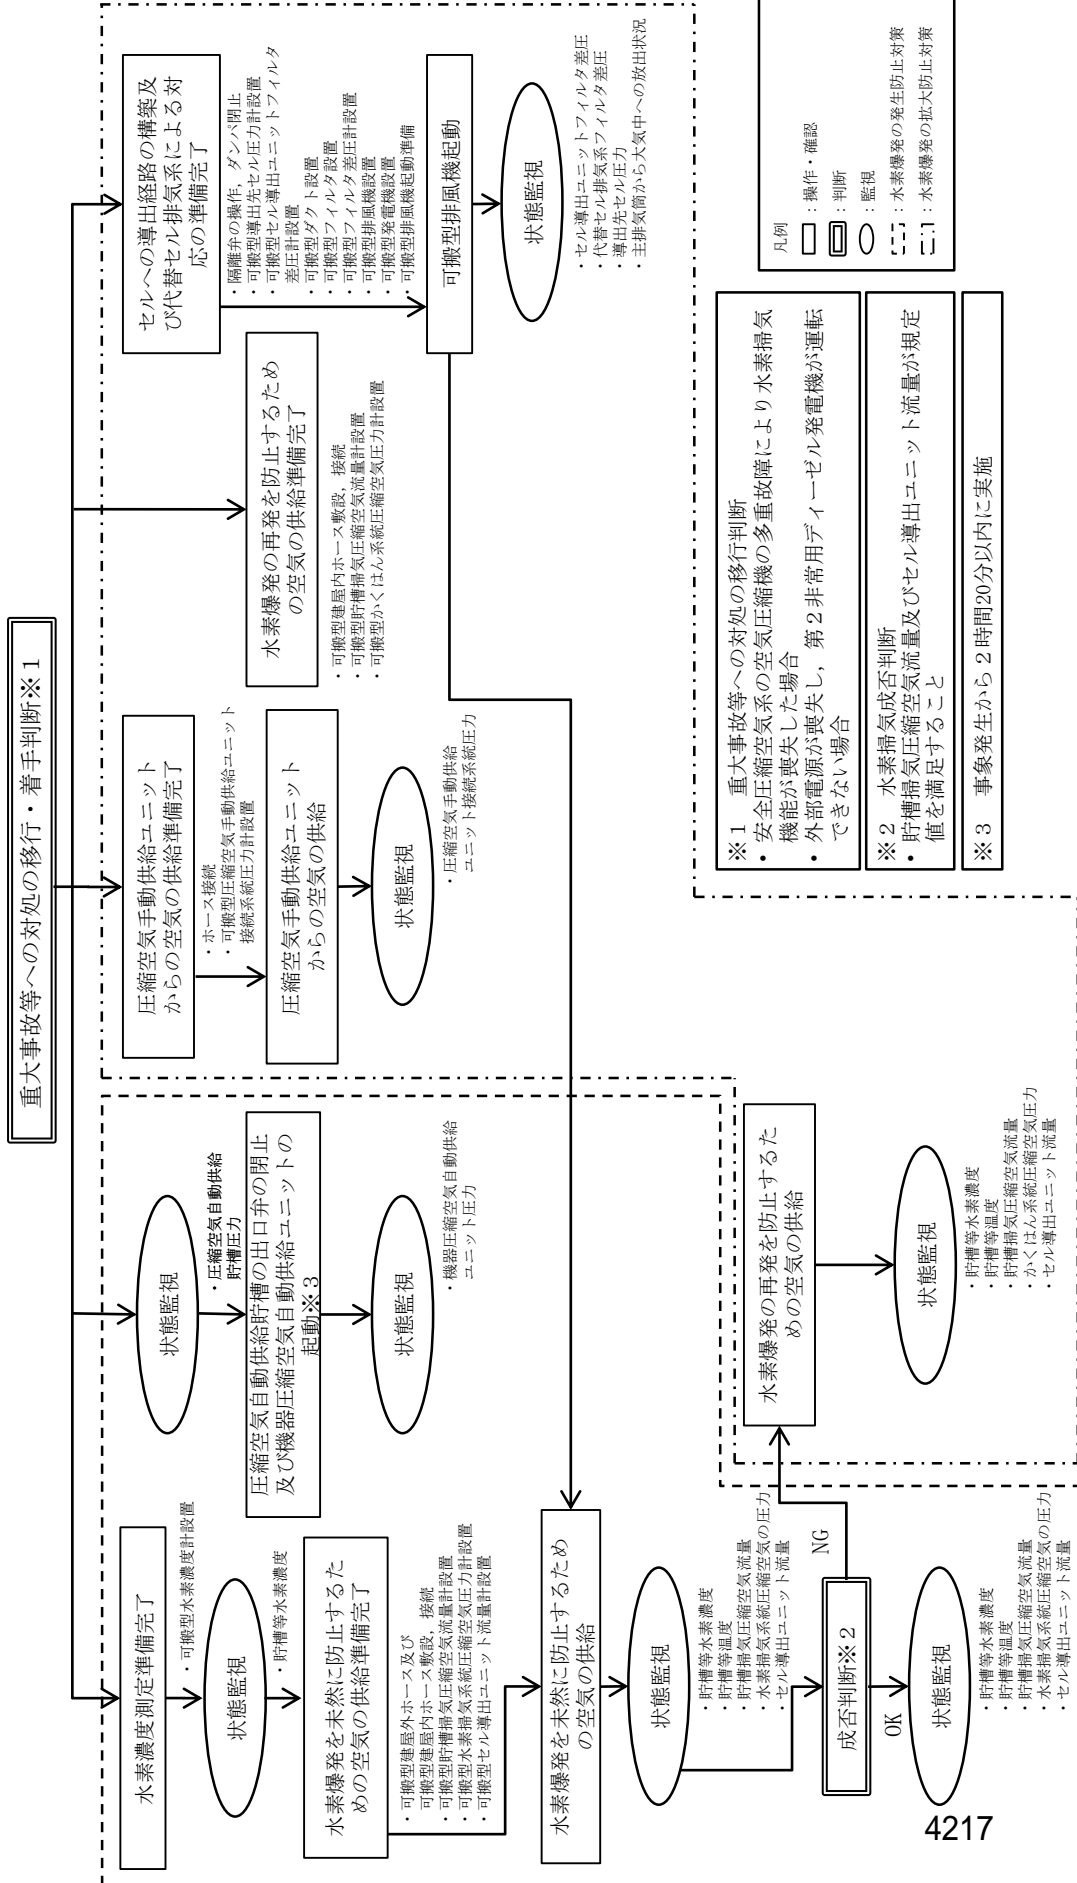 重大事故等への対処の移行・着手判断※1
水素濃度測定準備完了
・可搬型水素濃度計設置
状態監視
・貯槽等水素濃度
水素爆発を未然に防止するた
めの空気の供給準備完了
・可搬型建屋外ホース及び
可搬型建屋内ホース敷設，接続
・可搬型貯槽掃気圧縮空気流量計設置
・可搬型水素掃気系統圧縮空気圧力計設置
・可搬型セル導出ユニット流量計設置
水素爆発を未然に防止するため
の空気の供給
状態監視
・貯槽等水素濃度
・貯槽等温度
・貯槽掃気圧縮空気流量
・水素掃気系統圧縮空気の圧力
・セル導出ユニット流量
成否判断※2
NG
OK
状態監視
・貯槽等水素濃度
・貯槽等温度
・貯槽掃気圧縮空気流量
・水素掃気系統圧縮空気の圧力
・セル導出ユニット流量
状態監視
・圧縮空気自動供給
貯槽圧力
圧縮空気自動供給貯槽の出口弁の閉止
及び機器圧縮空気自動供給ユニットの
起動※3
状態監視
・機器圧縮空気自動供給
ユニット圧力
水素爆発の再発を防止するた
めの空気の供給
状態監視
・貯槽等水素濃度
・貯槽等温度
・貯槽掃気圧縮空気流量
・かくはん系統圧縮空気圧力
・セル導出ユニット流量
圧縮空気手動供給ユニット
からの空気の供給準備完了
・ホース接続
・可搬型圧縮空気手動供給ユニット
接続系統圧力計設置
圧縮空気手動供給ユニット
からの空気の供給
状態監視
・圧縮空気手動供給
ユニット接続系統圧力
水素爆発の再発を防止するため
の空気の供給準備完了
・可搬型建屋内ホース敷設，接続
・可搬型貯槽掃気圧縮空気流量計設置
・可搬型かくはん系統圧縮空気圧力計設置
セルへの導出経路の構築及
び代替セル排気系による対
応の準備完了
・隔離弁の操作，ダンパ閉止
・可搬型導出先セル圧力計設置
・可搬型セル導出ユニットフィルタ
差圧計設置
・可搬型ダクト設置
・可搬型フィルタ設置
・可搬型フィルタ差圧計設置
・可搬型排風機設置
・可搬型発電機設置
・可搬型排風機起動準備
可搬型排風機起動
状態監視
・セル導出ユニットフィルタ差圧
・代替セル排気系フィルタ差圧
・導出先セル圧力
・主排気筒から大気中への放出状況
※1　重大事故等への対処の移行判断
・安全圧縮空気系の空気圧縮機の多重故障により水素掃気
機能が喪失した場合
・外部電源が喪失し，第2非常用ディーゼル発電機が運転
できない場合
※2　水素掃気成否判断
・貯槽掃気圧縮空気流量及びセル導出ユニット流量が規定
値を満足すること
※3　事象発生から2時間20分以内に実施
凡例
：操作・確認
：判断
：監視
：水素爆発の発生防止対策
：水素爆発の拡大防止対策
4217